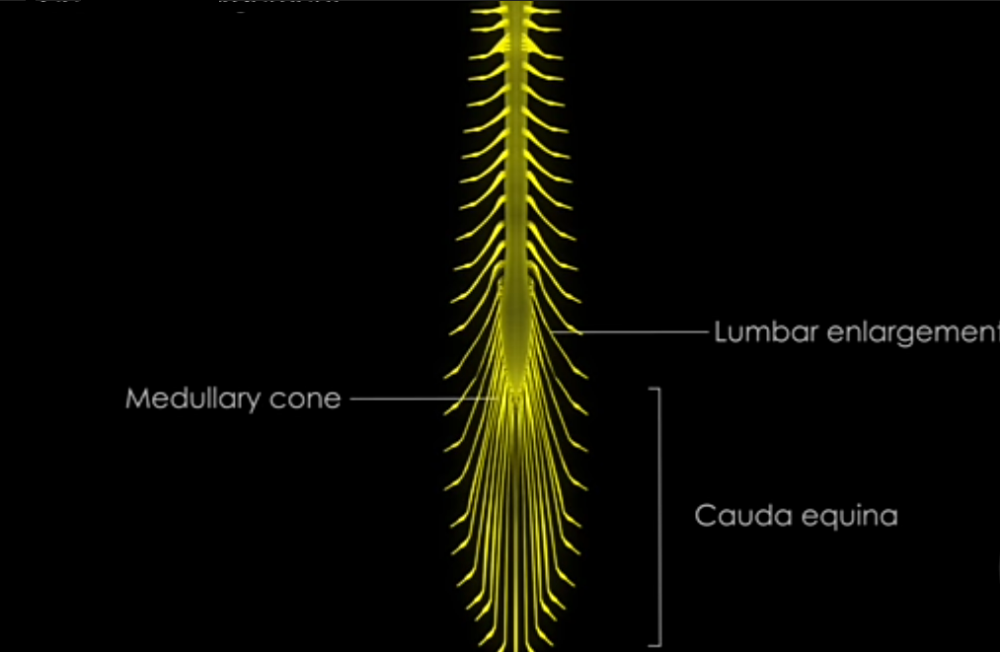 Lumbar enlargement
Medullary cone
Cauda equina